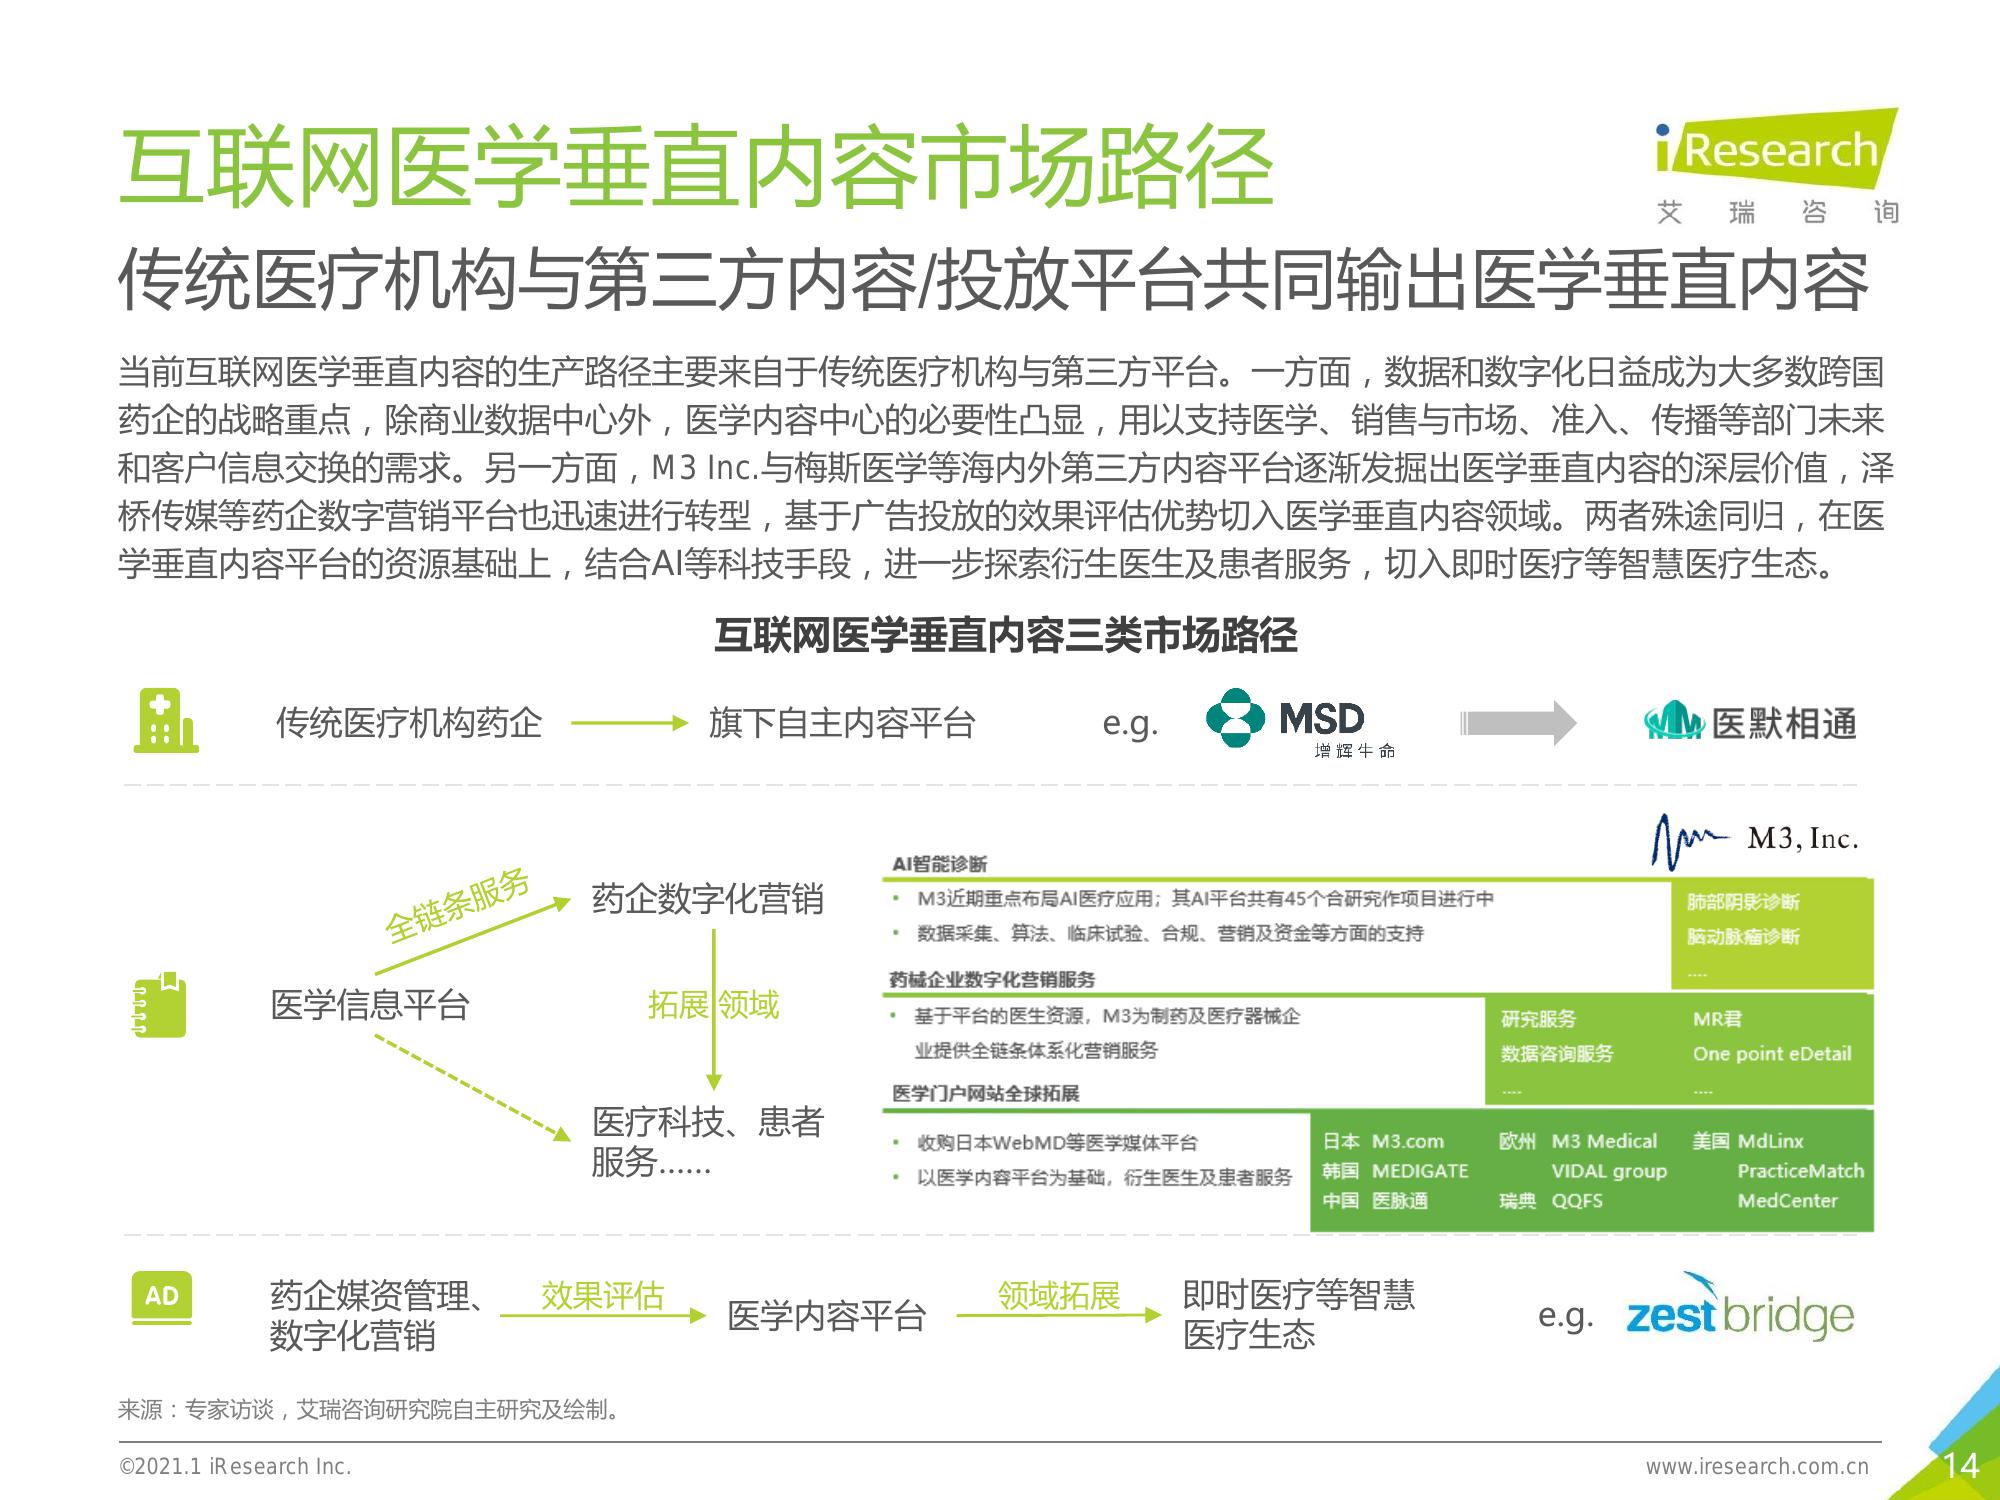 互联网医学垂直内容市场路径
iResearch
艾瑞咨询
传统医疗机构与第三方内容/投放平台共同输出医学垂直内容
当前互联网医学垂直内容的生产路径主要来自于传统医疗机构与第三方平台。一方面，数据和数字化日益成为大多数跨国
药企的战略重点，除商业数据中心外，医学内容中心的必要性凸显，用以支持医学、销售与市场、准入、传播等部门未来
和客户信息交换的需求。另一方面，M3 Inc.与梅斯医学等海内外第三方内容平台逐渐发掘出医学垂直内容的深层价值，泽
桥传媒等药企数字营销平台也迅速进行转型，基于广告投放的效果评估优势切入医学垂直内容领域。两者殊途同归，在医
学垂直内容平台的资源基础上，结合AI等科技手段，进一步探索衍生医生及患者服务，切入即时医疗等智慧医疗生态。
互联网医学垂直内容三类市场路径
传统医疗机构药企
旗下自主内容平台
e.g.
MSD
增辉生命
医默相通
全链条服务
药企数字化营销
医学信息平台
拓展领域
医疗科技、患者
服务......
M3, Inc.
AI智能诊断
• M3近期重点布局AI医疗应用；其AI平台共有45个合研究作项目进行中
• 数据采集、算法、临床试验、合规、营销及资金等方面的支持
肺部阴影诊断
脑动脉瘤诊断
....
药械企业数字化营销服务
• 基于平台的医生资源，M3为制药及医疗器械企
业提供全链条体系化营销服务
研究服务 MR君
数据咨询服务 One point eDetail
.... ....
医学门户网站全球拓展
• 收购日本WebMD等医学媒体平台
• 以医学内容平台为基础，衍生医生及患者服务
日本 M3.com 欧州 M3 Medical 美国 MdLinx
韩国 MEDIGATE VIDAL group PracticeMatch
中国 医脉通 瑞典 QQFS MedCenter
AD
药企媒资管理、
数字化营销
效果评估
医学内容平台
领域拓展
即时医疗等智慧
医疗生态
e.g.
zestbridge
来源：专家访谈，艾瑞咨询研究院自主研究及绘制。
©2021.1 iResearch Inc.
www.iresearch.com.cn
14